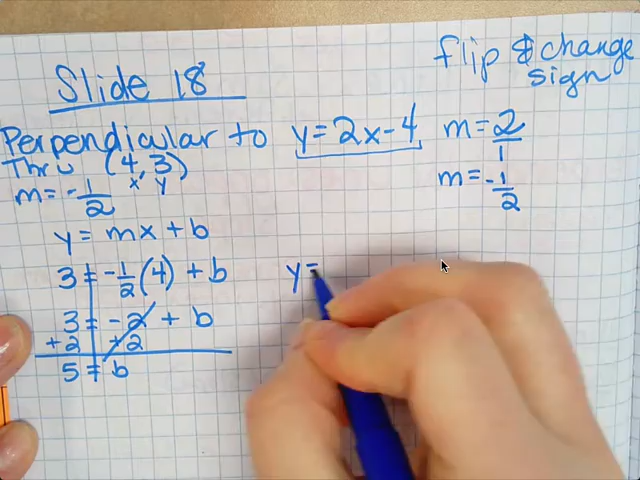 flip & change
sign
Slide 18
Perpendicular to y = 2x - 4
m = 2/1
Thru (4, 3)
x y
m = -1/2
m = -1/2
y = mx + b
3 = -1/2 (4) + b
y =
3 = -2 + b
+2 +2
5 = b